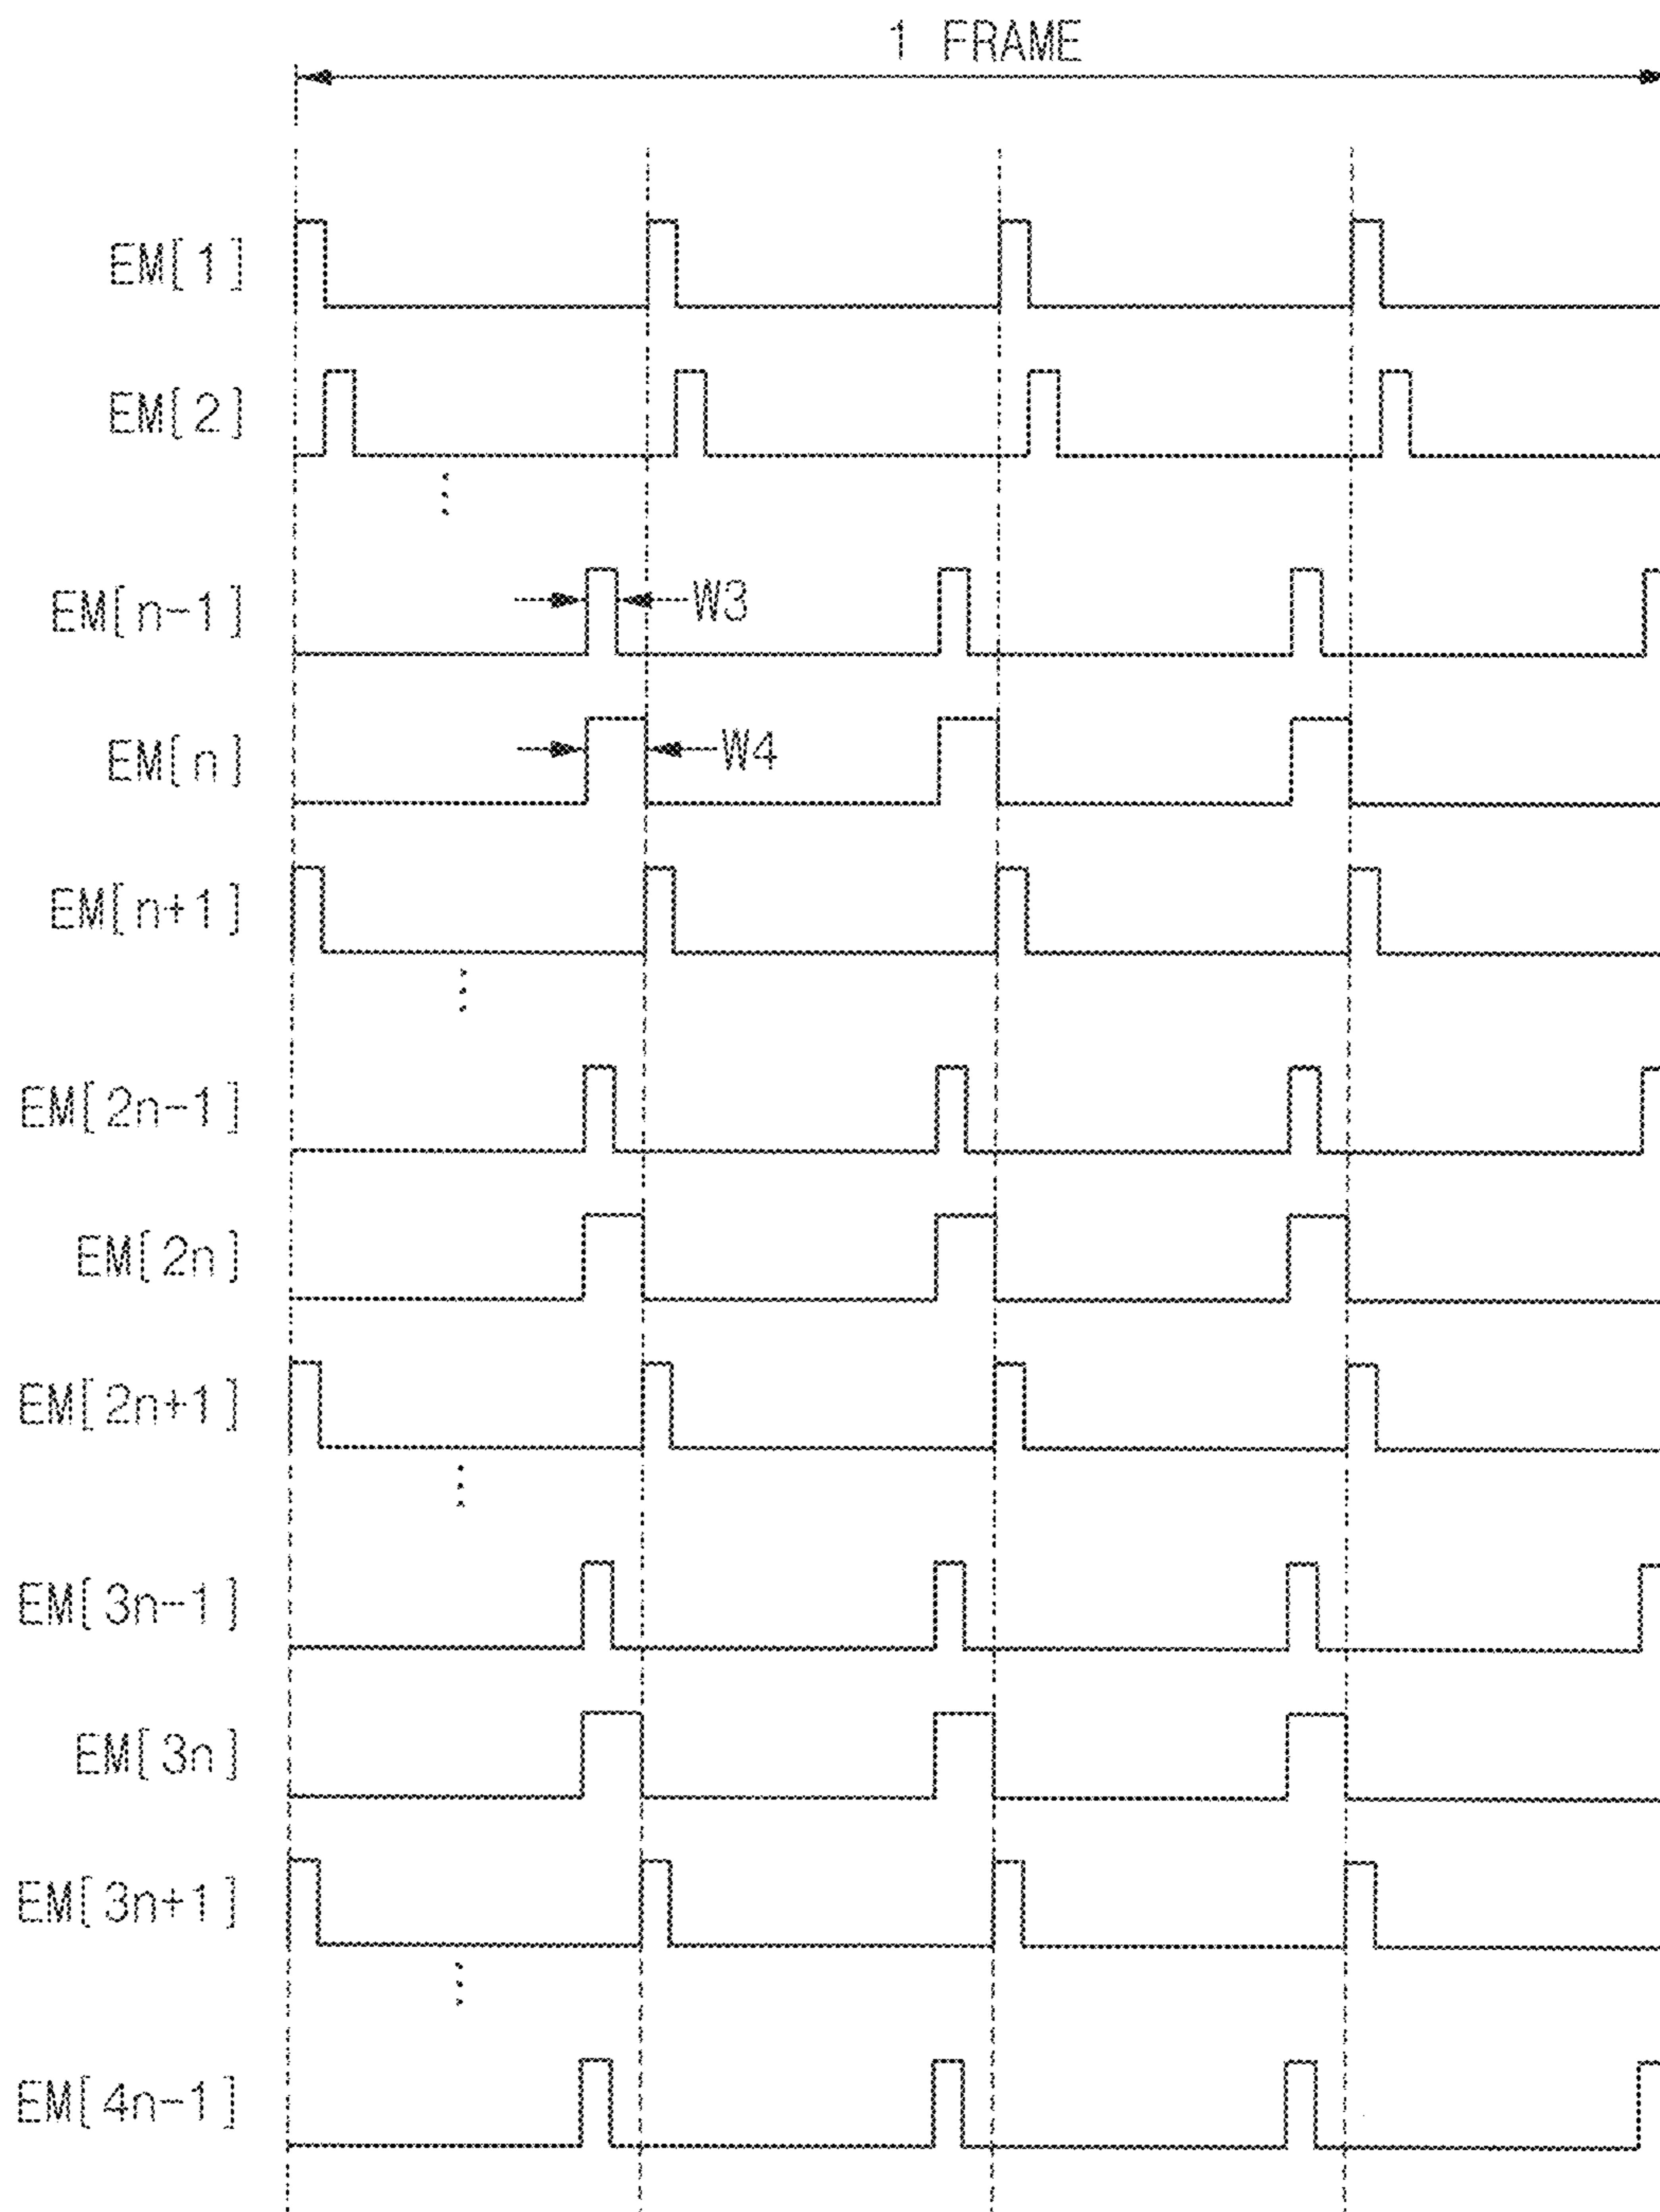 1 FRAME
EM[1]
EM[2]
EM[n-1]
W3
EM[n]
W4
EM[n+1]
EM[2n-1]
EM[2n]
EM[2n+1]
EM[3n-1]
EM[3n]
EM[3n+1]
EM[4n-1]